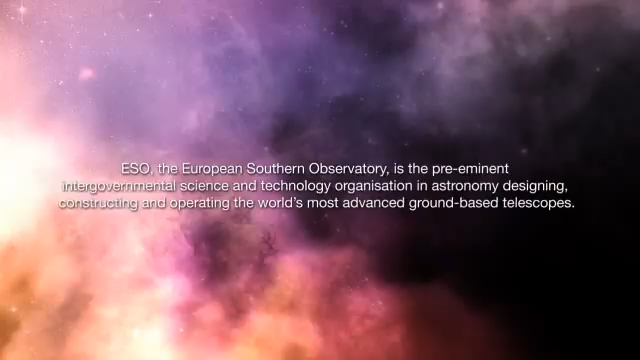 ESO, the European Southern Observatory, is the pre-eminent
intergovernmental science and technology organisation in astronomy designing,
constructing and operating the world's most advanced ground-based telescopes.